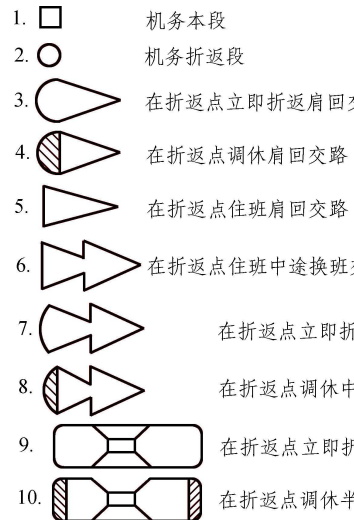 1. 机务本段
2. 机务折返段
3. 在折返点立即折返肩回
4. 在折返点调休肩回交路
5. 在折返点住班肩回交路
6. 在折返点住班中途换班
7. 在折返点立即折
8. 在折返点调休中
9. 在折返点立即折
10. 在折返点调休半